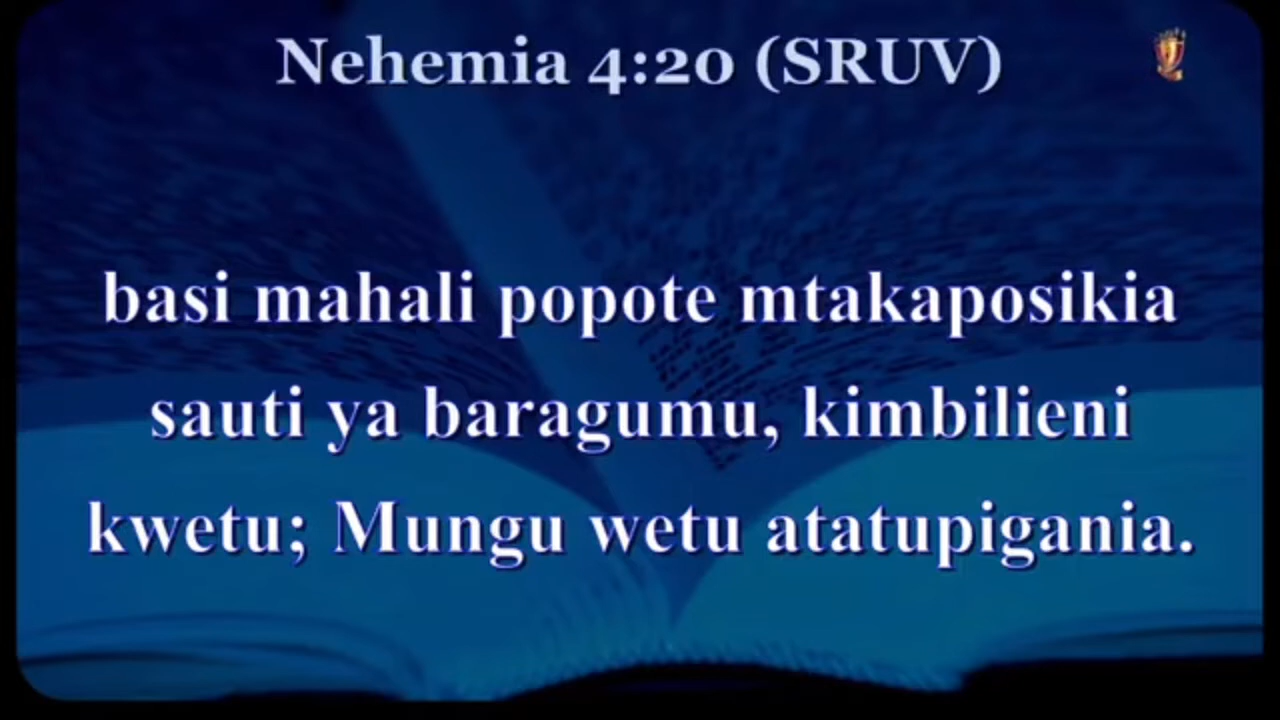 Nehemia 4:20 (SRUV)
basi mahali popote mtakaposikia
sauti ya baragumu, kimbilieni
kwetu; Mungu wetu atatupigania.